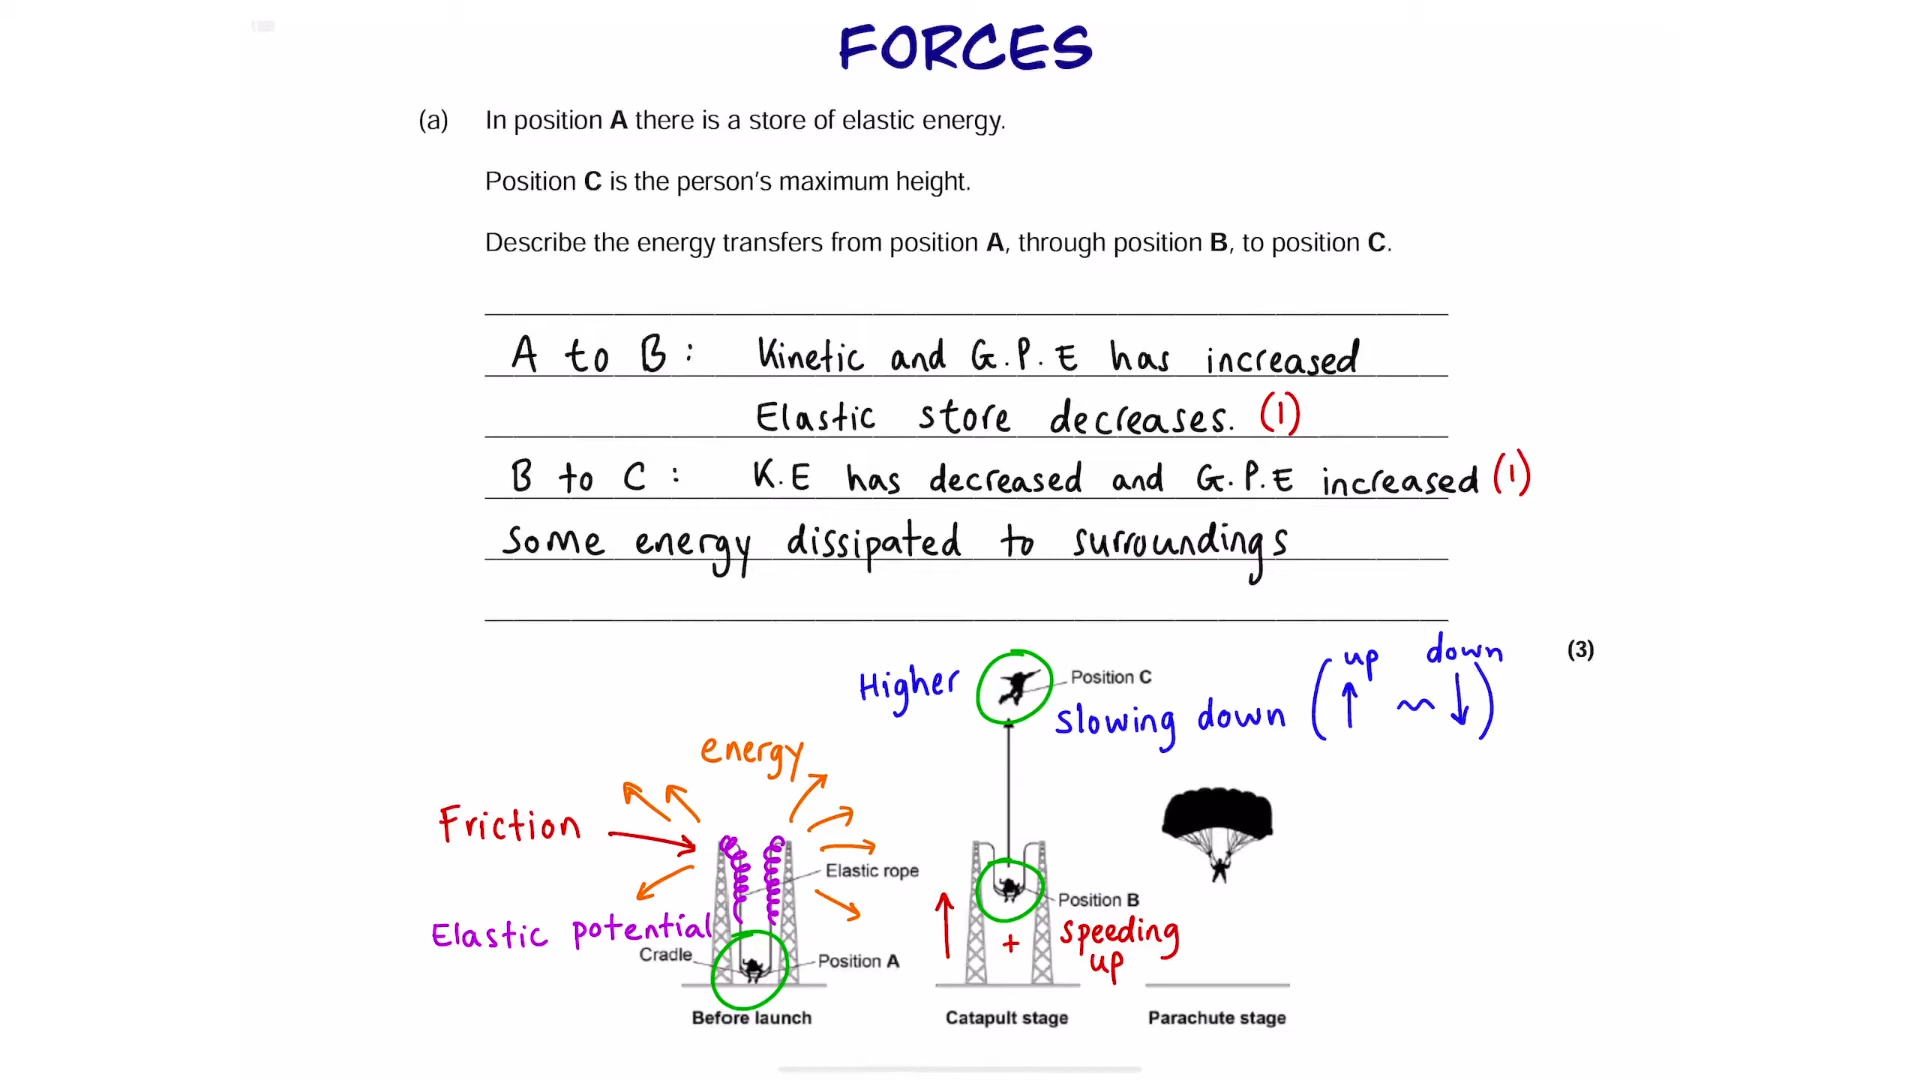 FORCES
(a) In position A there is a store of elastic energy.
Position C is the person's maximum height.
Describe the energy transfers from position A, through position B, to position C.
A to B: Kinetic and G.P.E has increased
Elastic store decreases. (1)
B to C: K.E has decreased and G.P.E increased (1)
some energy dissipated to surroundings
(3)
up down
Higher
Position C
slowing down
energy
Friction
Elastic rope
Position B
Elastic potential
+ speeding
up
Cradle
Position A
Before launch
Catapult stage
Parachute stage